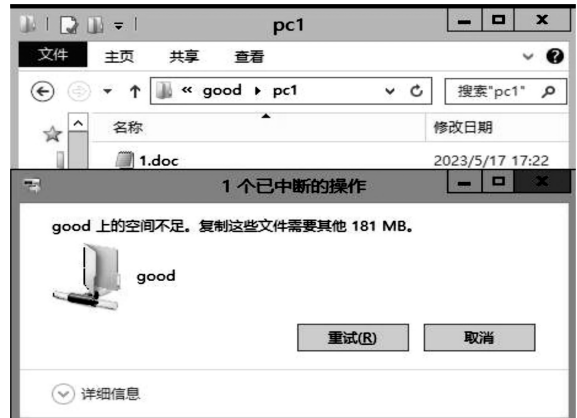 pc1
文件 主页 共享 查看
« good pc1 搜索"pc1"
名称 修改日期
1.doc 2023/5/17 17:22
1 个已中断的操作
good 上的空间不足。复制这些文件需要其他 181 MB。
good
重试(R) 取消
详细信息